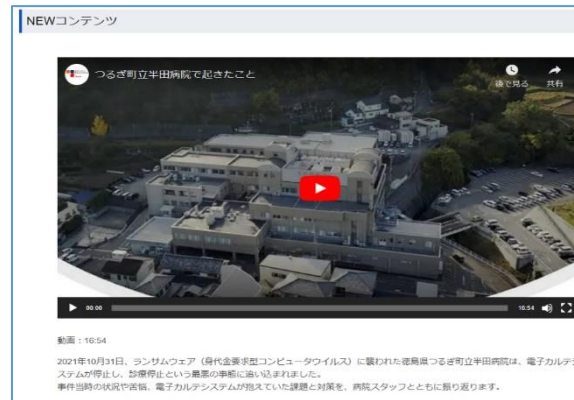 NEWコンテンツ
つるぎ町立半田病院で起きたこと
後で見る
共有
00:00
16:54
動画：16:54
2021年10月31日、ランサムウェア（身代金要求型コンピュータウイルス）に襲われた徳島県つるぎ町立半田病院は、電子カルテシ
ステムが停止し、診療停止という最悪の事態に追い込まれました。
事件当時の状況や苦悩、電子カルテシステムが抱えていた課題と対策を、病院スタッフとともに振り返ります。